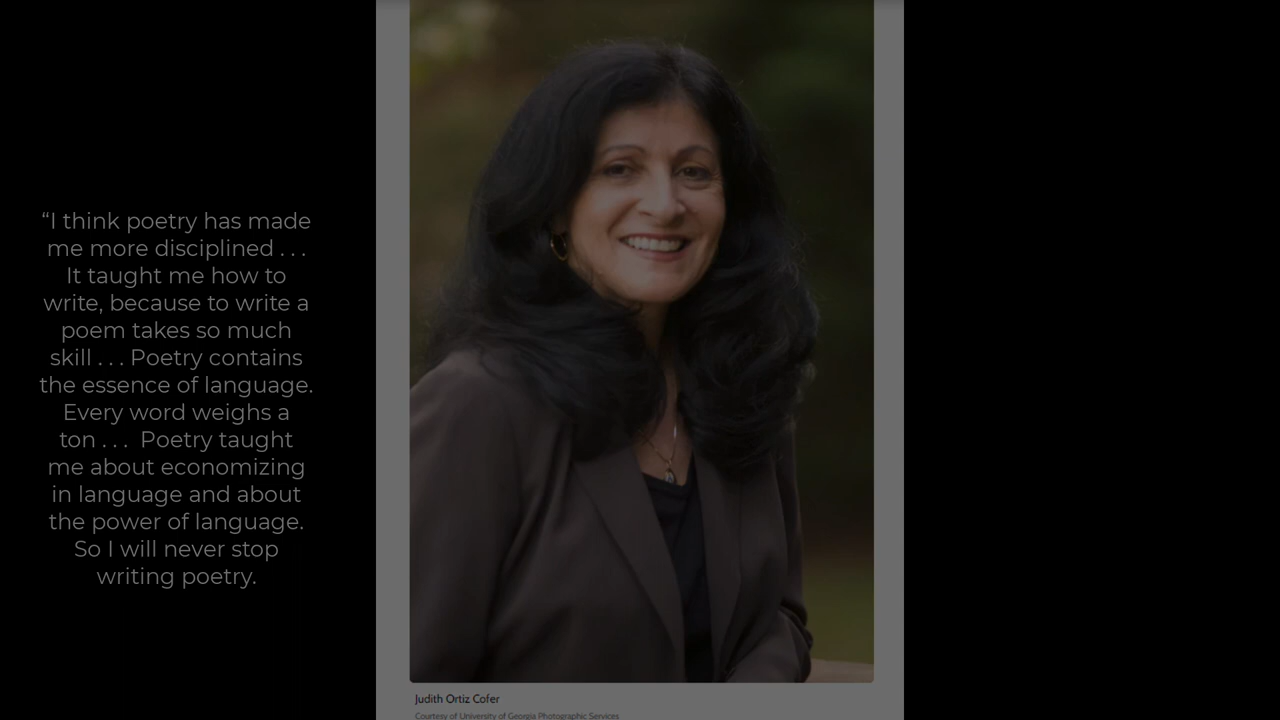 “I think poetry has made
me more disciplined . . .
It taught me how to
write, because to write a
poem takes so much
skill . . . Poetry contains
the essence of language.
Every word weighs a
ton . . .  Poetry taught
me about economizing
in language and about
the power of language.
So I will never stop
writing poetry.
Judith Ortiz Cofer
Courtesy of University of Georgia Photographic Services